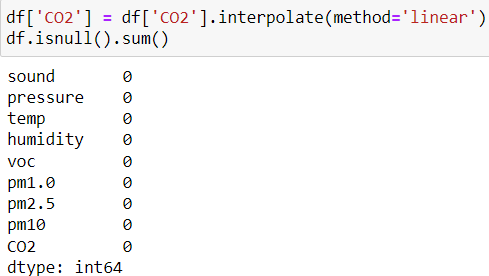 df['CO2'] = df['CO2'].interpolate(method='linear')
df.isnull().sum()
sound 0
pressure 0
temp 0
humidity 0
voc 0
pm1.0 0
pm2.5 0
pm10 0
CO2 0
dtype: int64